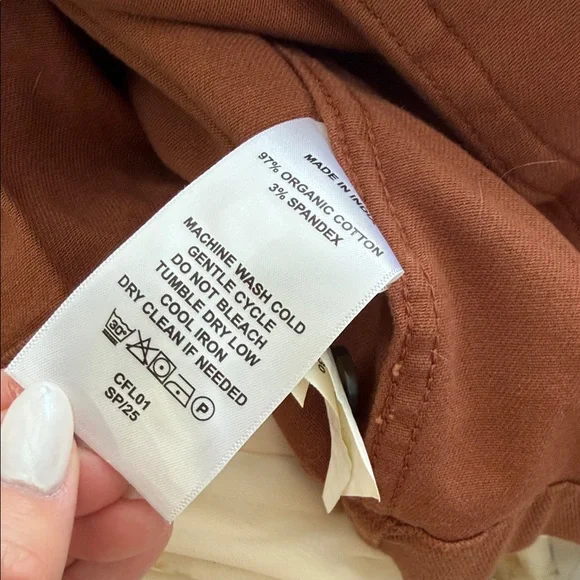 MADE IN
97% ORGANIC COTTON
3% SPANDEX
MACHINE WASH COLD
GENTLE CYCLE
DO NOT BLEACH
TUMBLE DRY LOW
COOL IRON
DRY CLEAN IF NEEDED
30° P
CFL01
SP/25